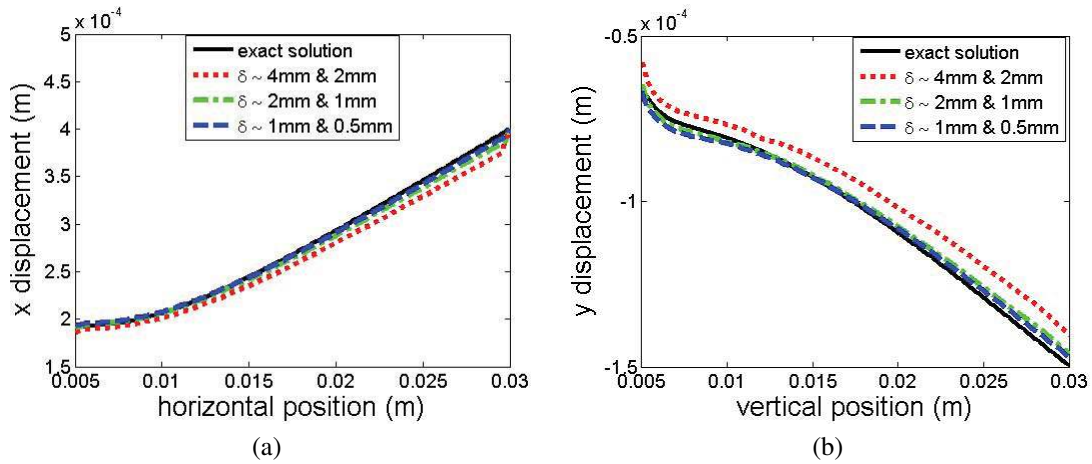 x 10⁻⁴
5
4.5
4
3.5
3
2.5
2
1.5
0.005
0.01
0.015
0.02
0.025
0.03
x displacement (m)
horizontal position (m)
exact solution
δ ~ 4mm & 2mm
δ ~ 2mm & 1mm
δ ~ 1mm & 0.5mm
(a)
x 10⁻⁴
-0.5
-1
-1.5
0.005
0.01
0.015
0.02
0.025
0.03
y displacement (m)
vertical position (m)
exact solution
δ ~ 4mm & 2mm
δ ~ 2mm & 1mm
δ ~ 1mm & 0.5mm
(b)